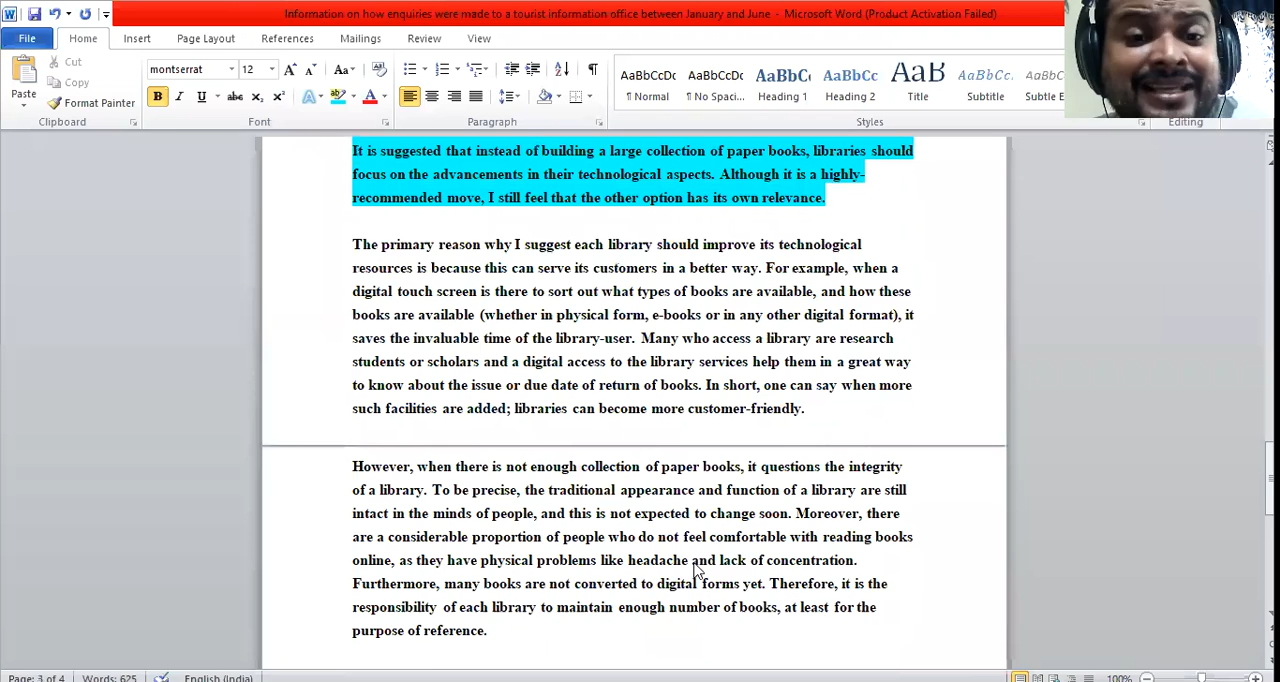 Information on how enquiries were made to a tourist information office between January and June - Microsoft Word (Product Activation Failed)
File Home Insert Page Layout References Mailings Review View
Cut
Copy
Paste
Format Painter
Clipboard
montserrat 12
Font
Paragraph
AaBbCcDc AaBbCcDc AaBbC AaBbCc AaB AaBbCc AaBbCc
¶ Normal ¶ No Spaci... Heading 1 Heading 2 Title Subtitle Subtle E
Styles
Editing
It is suggested that instead of building a large collection of paper books, libraries should
focus on the advancements in their technological aspects. Although it is a highly-
recommended move, I still feel that the other option has its own relevance.
The primary reason why I suggest each library should improve its technological
resources is because this can serve its customers in a better way. For example, when a
digital touch screen is there to sort out what types of books are available, and how these
books are available (whether in physical form, e-books or in any other digital format), it
saves the invaluable time of the library-user. Many who access a library are research
students or scholars and a digital access to the library services help them in a great way
to know about the issue or due date of return of books. In short, one can say when more
such facilities are added; libraries can become more customer-friendly.
However, when there is not enough collection of paper books, it questions the integrity
of a library. To be precise, the traditional appearance and function of a library are still
intact in the minds of people, and this is not expected to change soon. Moreover, there
are a considerable proportion of people who do not feel comfortable with reading books
online, as they have physical problems like headache and lack of concentration.
Furthermore, many books are not converted to digital forms yet. Therefore, it is the
responsibility of each library to maintain enough number of books, at least for the
purpose of reference.
Page: 3 of 4 Words: 625 English (India) 100%